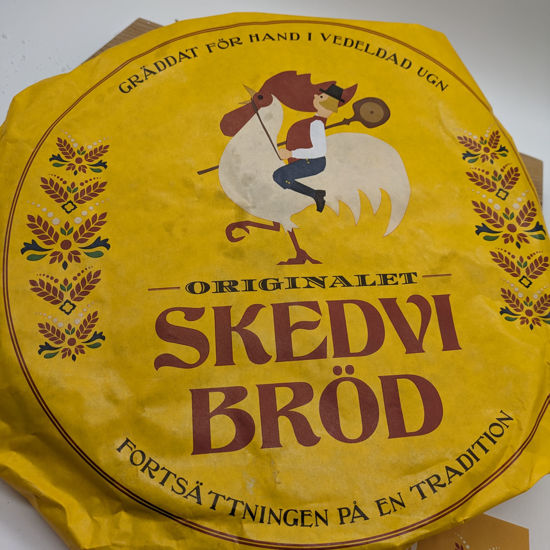 GRÄDDAT FÖR HAND I VEDELDAD UGN
ORIGINALET
SKEDVI
BRÖD
FORTSÄTTNINGEN PÅ EN TRADITION